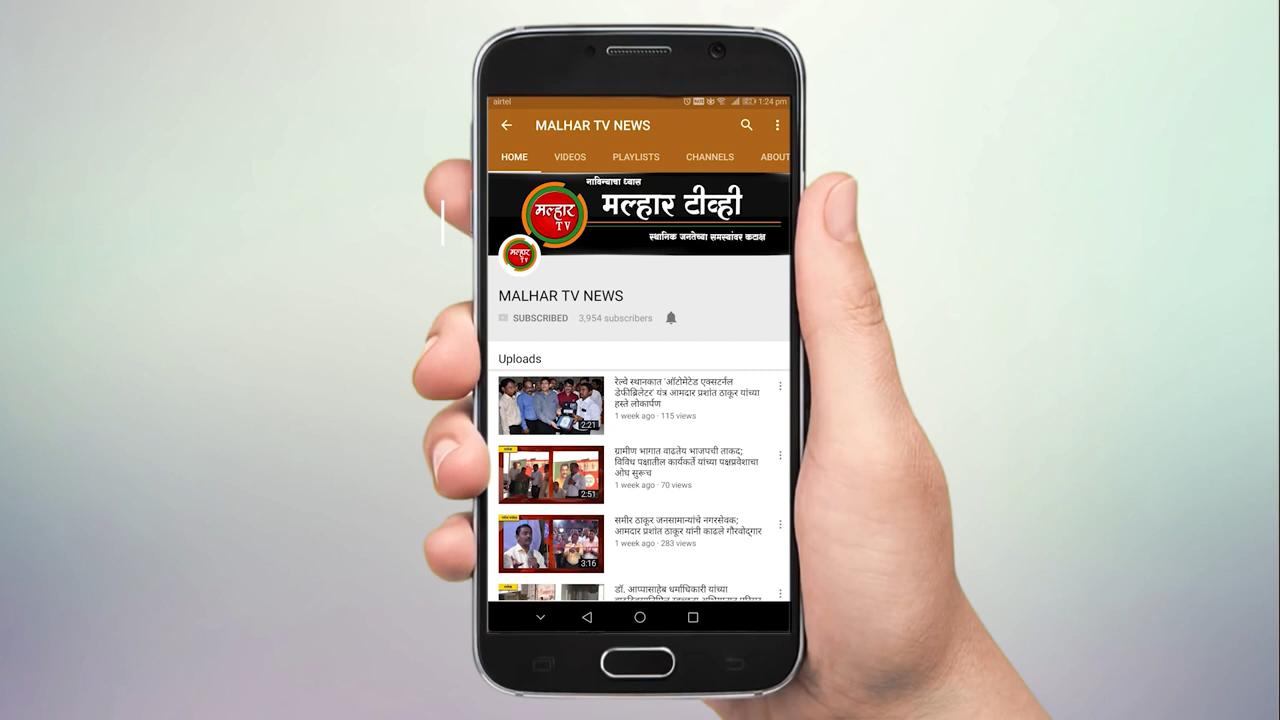 airtel 1:24 pm
MALHAR TV NEWS
HOME VIDEOS PLAYLISTS CHANNELS ABOUT
नाविन्याचा ध्यास
मल्हार टीव्ही
मल्हार
TV
स्थानिक जनतेच्या समस्यांवर कटाक्ष
मल्हार
TV
MALHAR TV NEWS
SUBSCRIBED 3,954 subscribers
Uploads
रेल्वे स्थानकात 'ऑटोमेटेड एक्सटर्नल
डेफीब्रिलेटर' यंत्र आमदार प्रशांत ठाकूर यांच्या
हस्ते लोकार्पण
1 week ago · 115 views
2:21
ग्रामीण भागात वाढतेय भाजपची ताकद;
विविध पक्षातील कार्यकर्ते यांच्या पक्षप्रवेशाचा
ओघ सुरूच
1 week ago · 70 views
2:51
समीर ठाकूर जनसामान्यांचे नगरसेवक;
आमदार प्रशांत ठाकूर यांनी काढले गौरवोद्गार
1 week ago · 283 views
3:16
डॉ. आप्पासाहेब धर्माधिकारी यांच्या